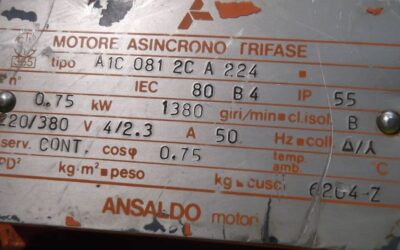 MOTORE ASINCRONO TRIFASE
tipo A1C 081 2C A 224
n° IEC 80 B4 IP 55
0.75 kW 1380 giri/min cl.isol. B
220/380 V 4/2.3 A 50 Hz coll. Δ/Y
serv. CONT. cosφ 0.75 temp. amb. °C
PD² kg·m² peso kg cusci 6204-Z
ANSALDO motori